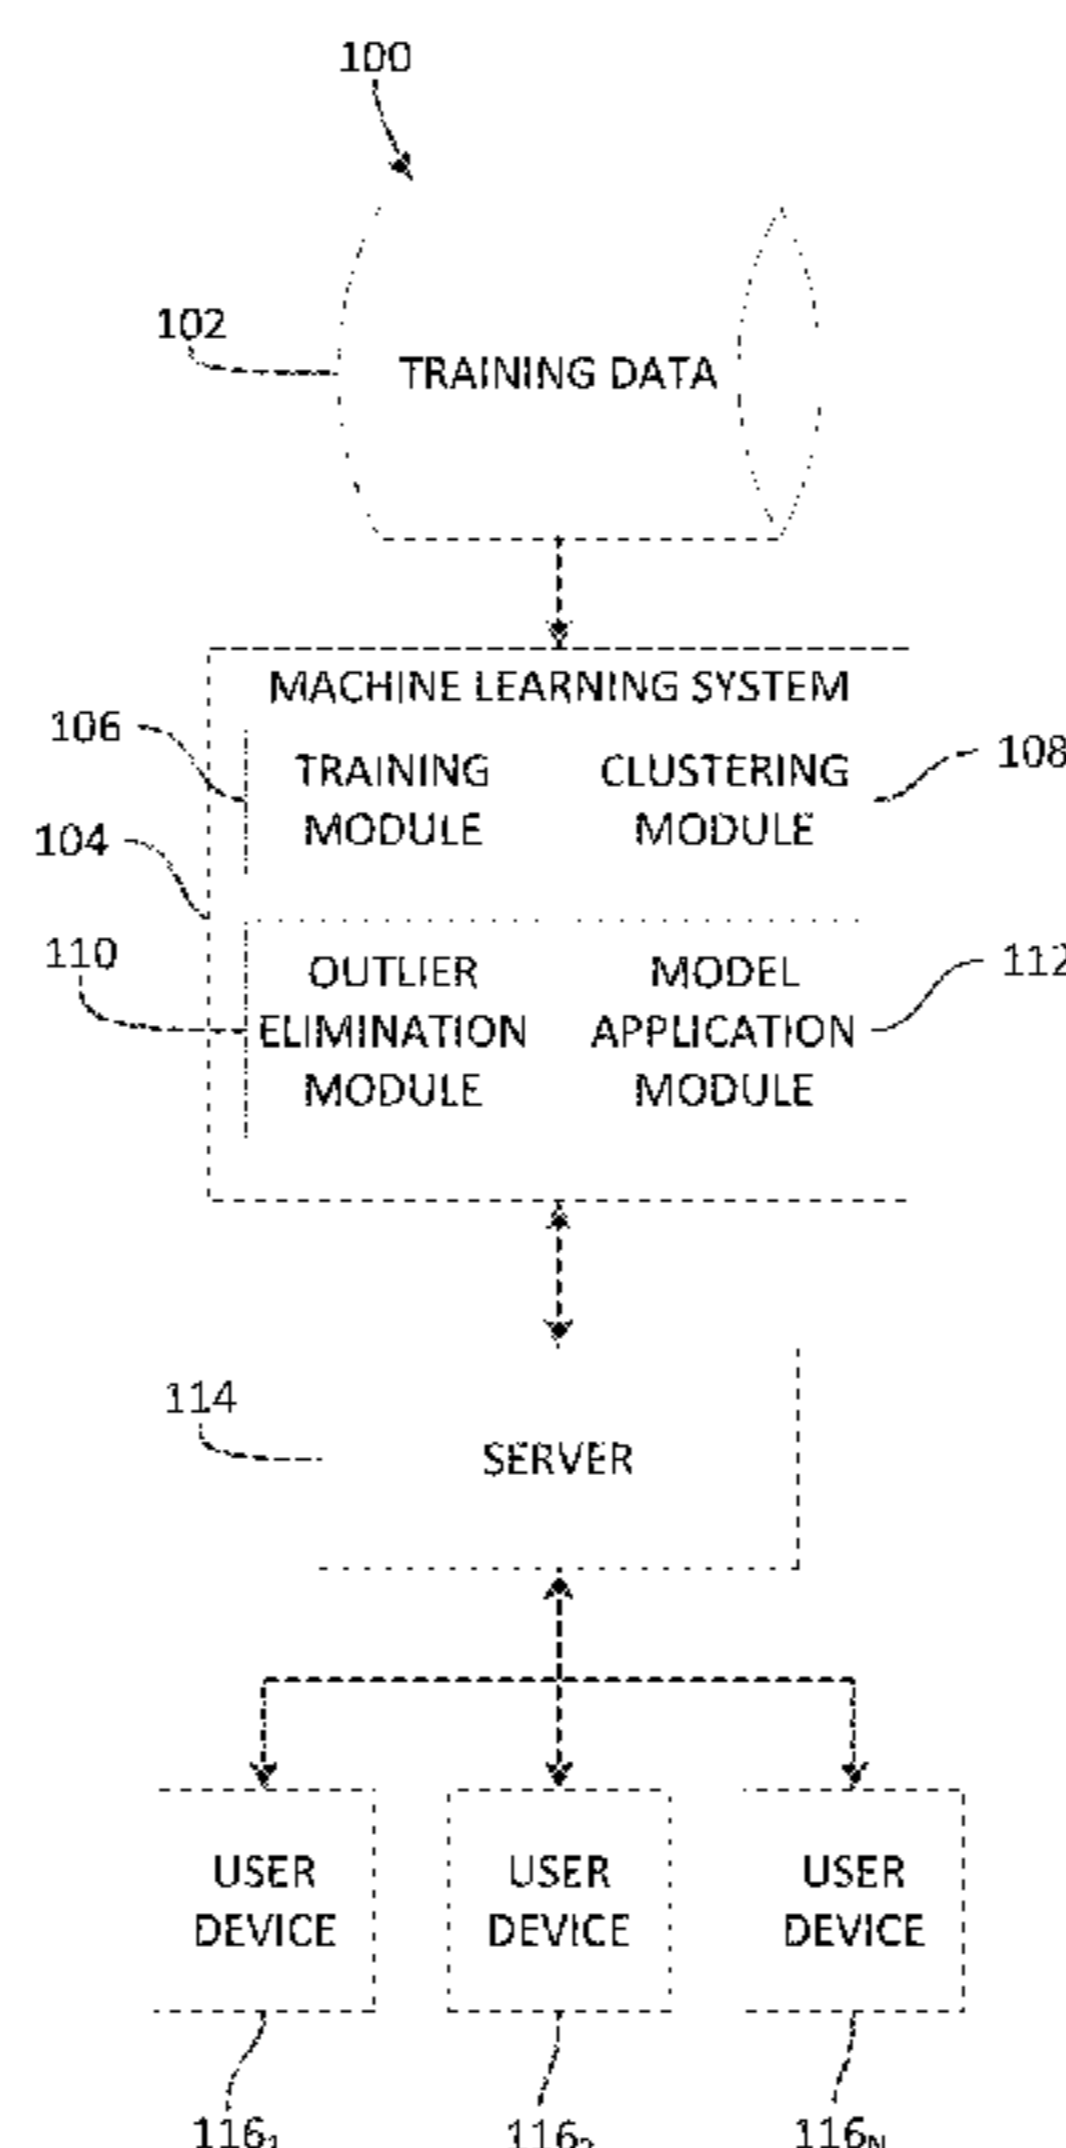 100
102
TRAINING DATA
MACHINE LEARNING SYSTEM
106
TRAINING
MODULE
CLUSTERING
MODULE
108
104
110
OUTLIER
ELIMINATION
MODULE
MODEL
APPLICATION
MODULE
112
114
SERVER
USER
DEVICE
USER
DEVICE
USER
DEVICE
116₁
116₂
116N